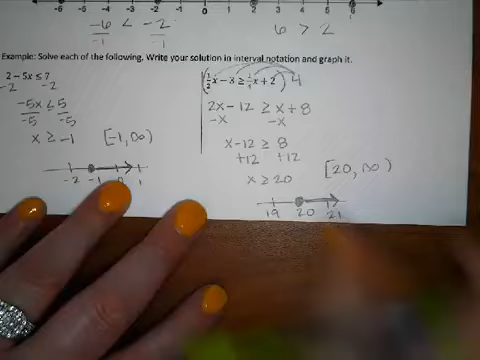 -6 -5 -4 -3 -2 -1 0 1 2 3 4 5 6
-6 < -2
-1 -1
6 > 2
Example: Solve each of the following. Write your solution in interval notation and graph it.
2 - 5x ≤ 7
-2 -2
-5x ≤ 5
-5 -5
x ≥ -1 [-1, ∞)
-2 -1 0 1
(1/2x - 3 ≥ 1/4x + 2) 4
2x - 12 ≥ x + 8
-x -x
x - 12 ≥ 8
+12 +12
x ≥ 20 [20, ∞)
19 20 21